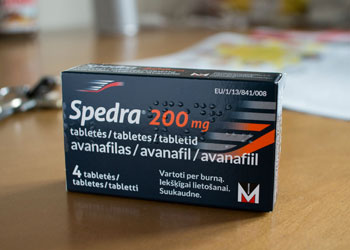 EU/1/13/841/008
Spedra 200 mg
tabletės/tabletes/tabletid
avanafilas/avanafil/avanafiil
4 tabletės/
tabletes/tabletti
Vartoti per burną.
Iekšķīgai lietošanai.
Suukaudne.
M